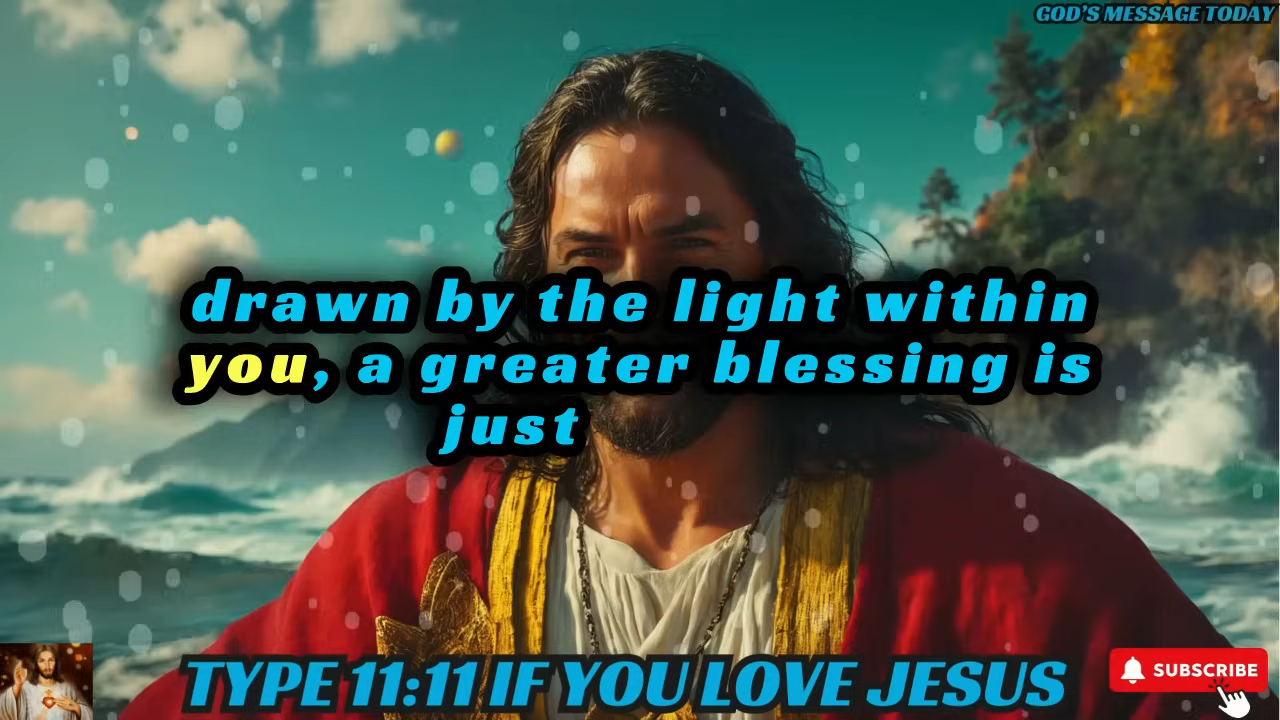 GOD'S MESSAGE TODAY
drawn by the light within
you, a greater blessing is
just
TYPE 11:11 IF YOU LOVE JESUS
SUBSCRIBE